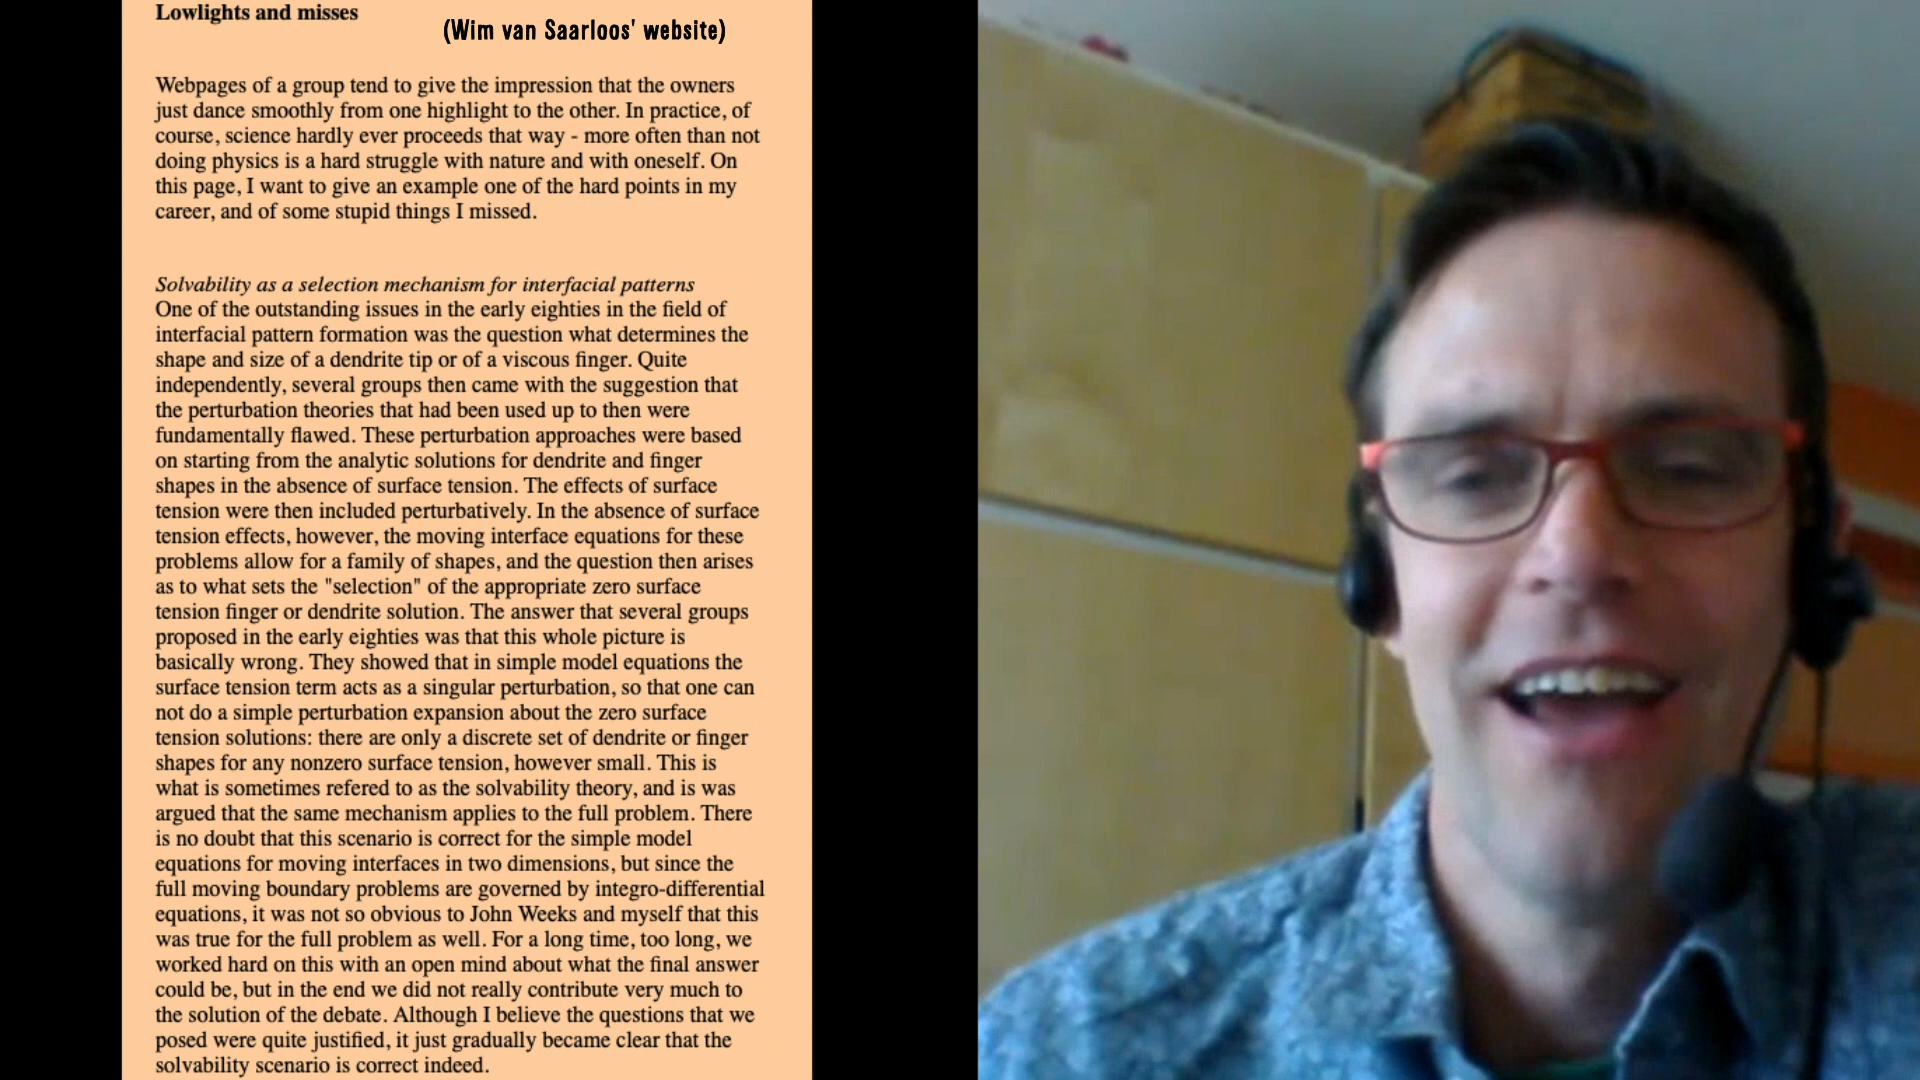 Lowlights and misses
(Wim van Saarloos' website)
Webpages of a group tend to give the impression that the owners
just dance smoothly from one highlight to the other. In practice, of
course, science hardly ever proceeds that way - more often than not
doing physics is a hard struggle with nature and with oneself. On
this page, I want to give an example one of the hard points in my
career, and of some stupid things I missed.
Solvability as a selection mechanism for interfacial patterns
One of the outstanding issues in the early eighties in the field of
interfacial pattern formation was the question what determines the
shape and size of a dendrite tip or of a viscous finger. Quite
independently, several groups then came with the suggestion that
the perturbation theories that had been used up to then were
fundamentally flawed. These perturbation approaches were based
on starting from the analytic solutions for dendrite and finger
shapes in the absence of surface tension. The effects of surface
tension were then included perturbatively. In the absence of surface
tension effects, however, the moving interface equations for these
problems allow for a family of shapes, and the question then arises
as to what sets the "selection" of the appropriate zero surface
tension finger or dendrite solution. The answer that several groups
proposed in the early eighties was that this whole picture is
basically wrong. They showed that in simple model equations the
surface tension term acts as a singular perturbation, so that one can
not do a simple perturbation expansion about the zero surface
tension solutions: there are only a discrete set of dendrite or finger
shapes for any nonzero surface tension, however small. This is
what is sometimes refered to as the solvability theory, and is was
argued that the same mechanism applies to the full problem. There
is no doubt that this scenario is correct for the simple model
equations for moving interfaces in two dimensions, but since the
full moving boundary problems are governed by integro-differential
equations, it was not so obvious to John Weeks and myself that this
was true for the full problem as well. For a long time, too long, we
worked hard on this with an open mind about what the final answer
could be, but in the end we did not really contribute very much to
the solution of the debate. Although I believe the questions that we
posed were quite justified, it just gradually became clear that the
solvability scenario is correct indeed.